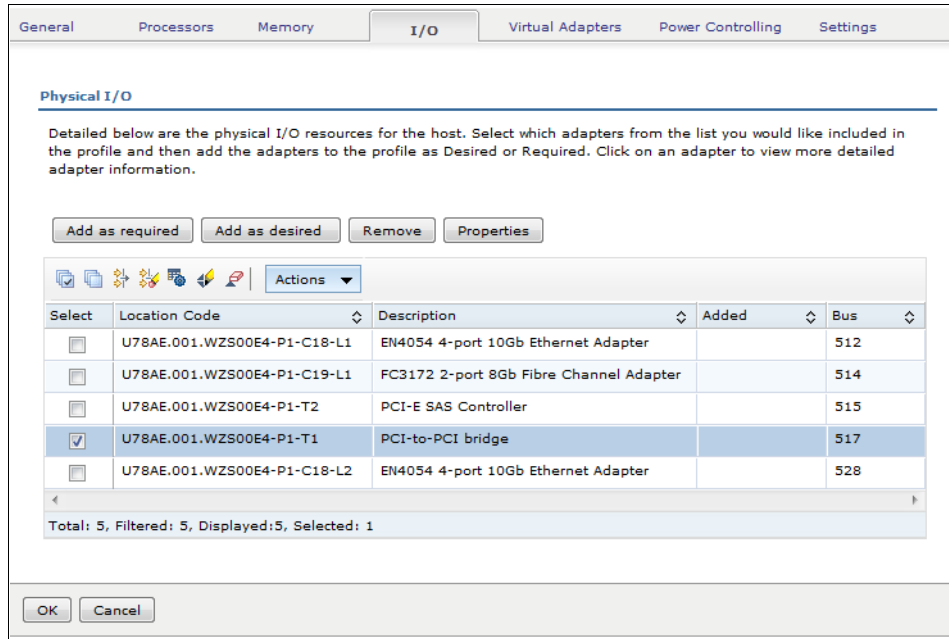 General Processors Memory I/O Virtual Adapters Power Controlling Settings
Physical I/O
Detailed below are the physical I/O resources for the host. Select which adapters from the list you would like included in
the profile and then add the adapters to the profile as Desired or Required. Click on an adapter to view more detailed
adapter information.
Add as required Add as desired Remove Properties
Actions
Select Location Code Description Added Bus
U78AE.001.WZS00E4-P1-C18-L1 EN4054 4-port 10Gb Ethernet Adapter 512
U78AE.001.WZS00E4-P1-C19-L1 FC3172 2-port 8Gb Fibre Channel Adapter 514
U78AE.001.WZS00E4-P1-T2 PCI-E SAS Controller 515
U78AE.001.WZS00E4-P1-T1 PCI-to-PCI bridge 517
U78AE.001.WZS00E4-P1-C18-L2 EN4054 4-port 10Gb Ethernet Adapter 528
Total: 5, Filtered: 5, Displayed:5, Selected: 1
OK Cancel